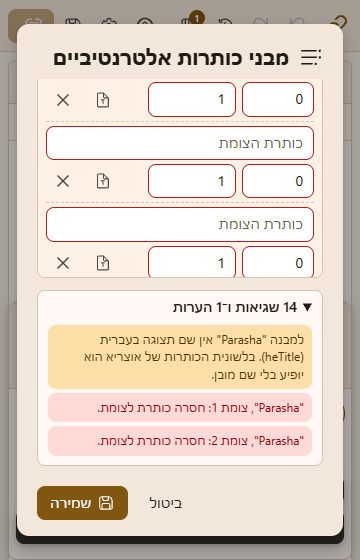 1
מבני כותרות אלטרנטיביים
0 1
כותרת הצומת
0 1
כותרת הצומת
0 1
▼ 14 שגיאות ו־1 הערות
למבנה "Parasha" אין שם תצוגה בעברית
(heTitle). בלשונית הכותרות של אוצריא הוא
יופיע בלי שם מובן.
"Parasha", צומת 1: חסרה כותרת לצומת.
"Parasha", צומת 2: חסרה כותרת לצומת.
ביטול שמירה